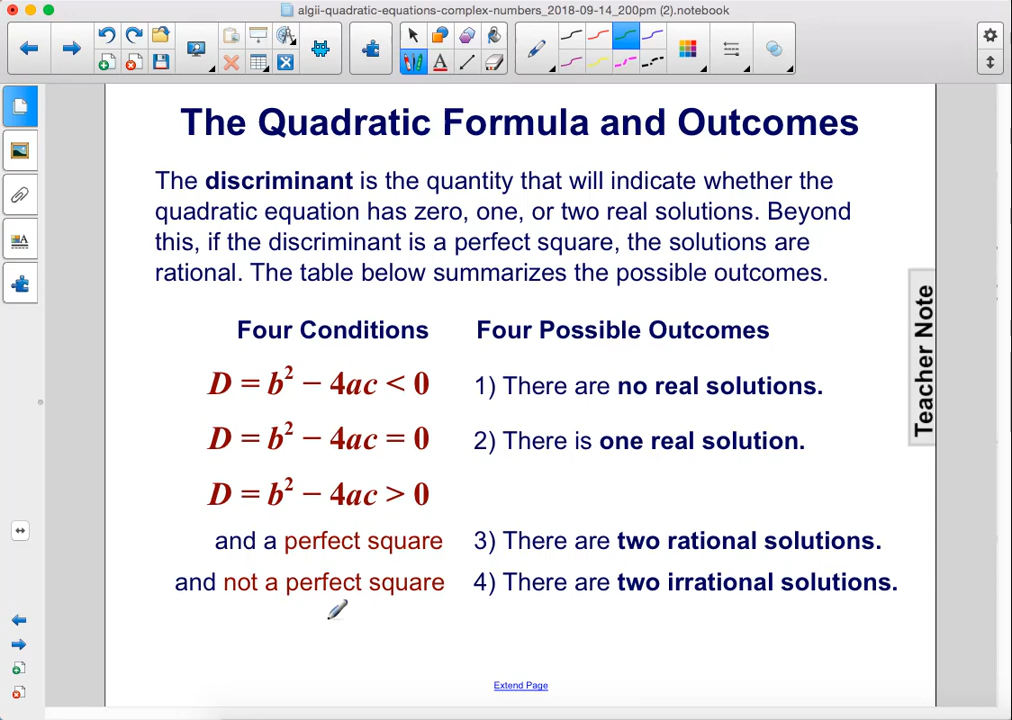 algii-quadratic-equations-complex-numbers_2018-09-14_200pm (2).notebook
The Quadratic Formula and Outcomes
The discriminant is the quantity that will indicate whether the
quadratic equation has zero, one, or two real solutions. Beyond
this, if the discriminant is a perfect square, the solutions are
rational. The table below summarizes the possible outcomes.
Four Conditions Four Possible Outcomes
D = b² − 4ac < 0 1) There are no real solutions.
D = b² − 4ac = 0 2) There is one real solution.
D = b² − 4ac > 0
and a perfect square 3) There are two rational solutions.
and not a perfect square 4) There are two irrational solutions.
Teacher Note
Extend Page